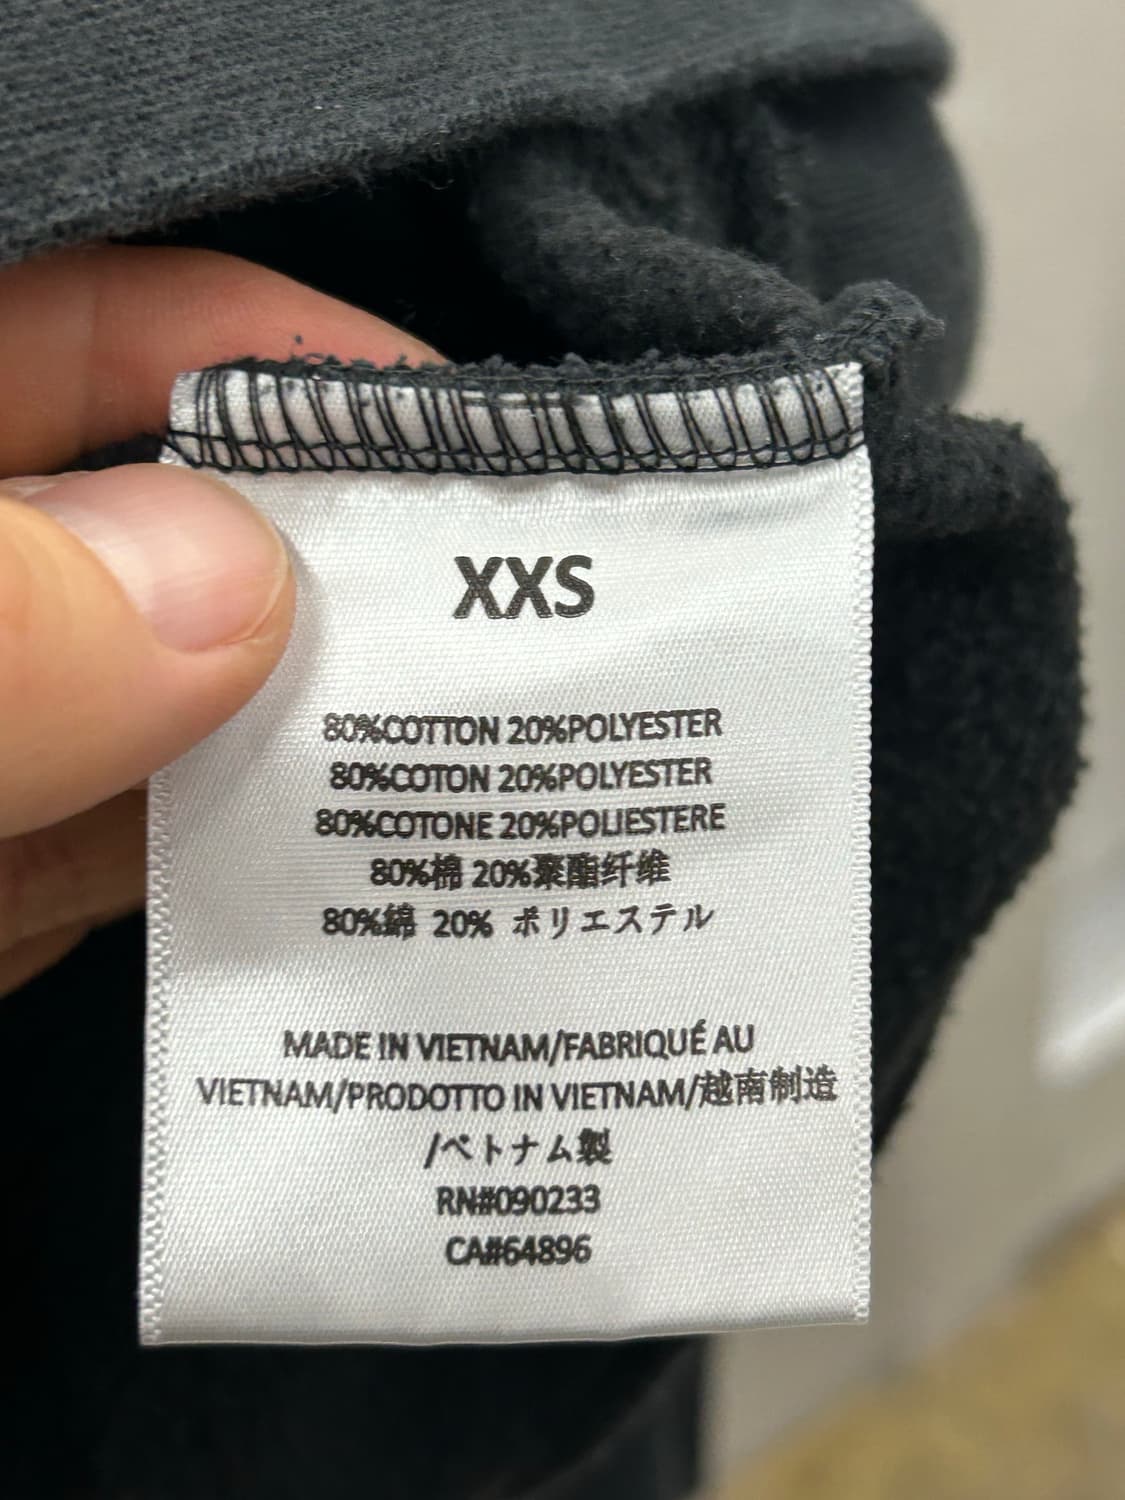 XXS
80%COTTON 20%POLYESTER
80%COTON 20%POLYESTER
80%COTONE 20%POLIESTERE
80%棉 20%聚酯纤维
80%綿 20% ポリエステル
MADE IN VIETNAM/FABRIQUÉ AU
VIETNAM/PRODOTTO IN VIETNAM/越南制造
/ベトナム製
RN#090233
CA#64896